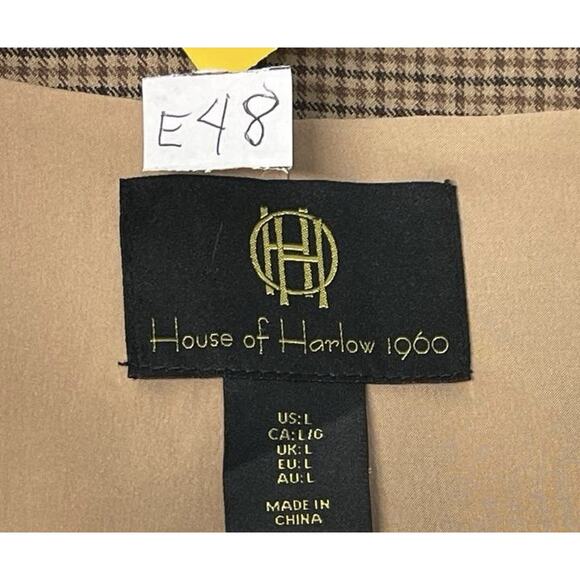 E48
House of Harlow 1960
US: L
CA: L/G
UK: L
EU: L
AU: L
MADE IN
CHINA